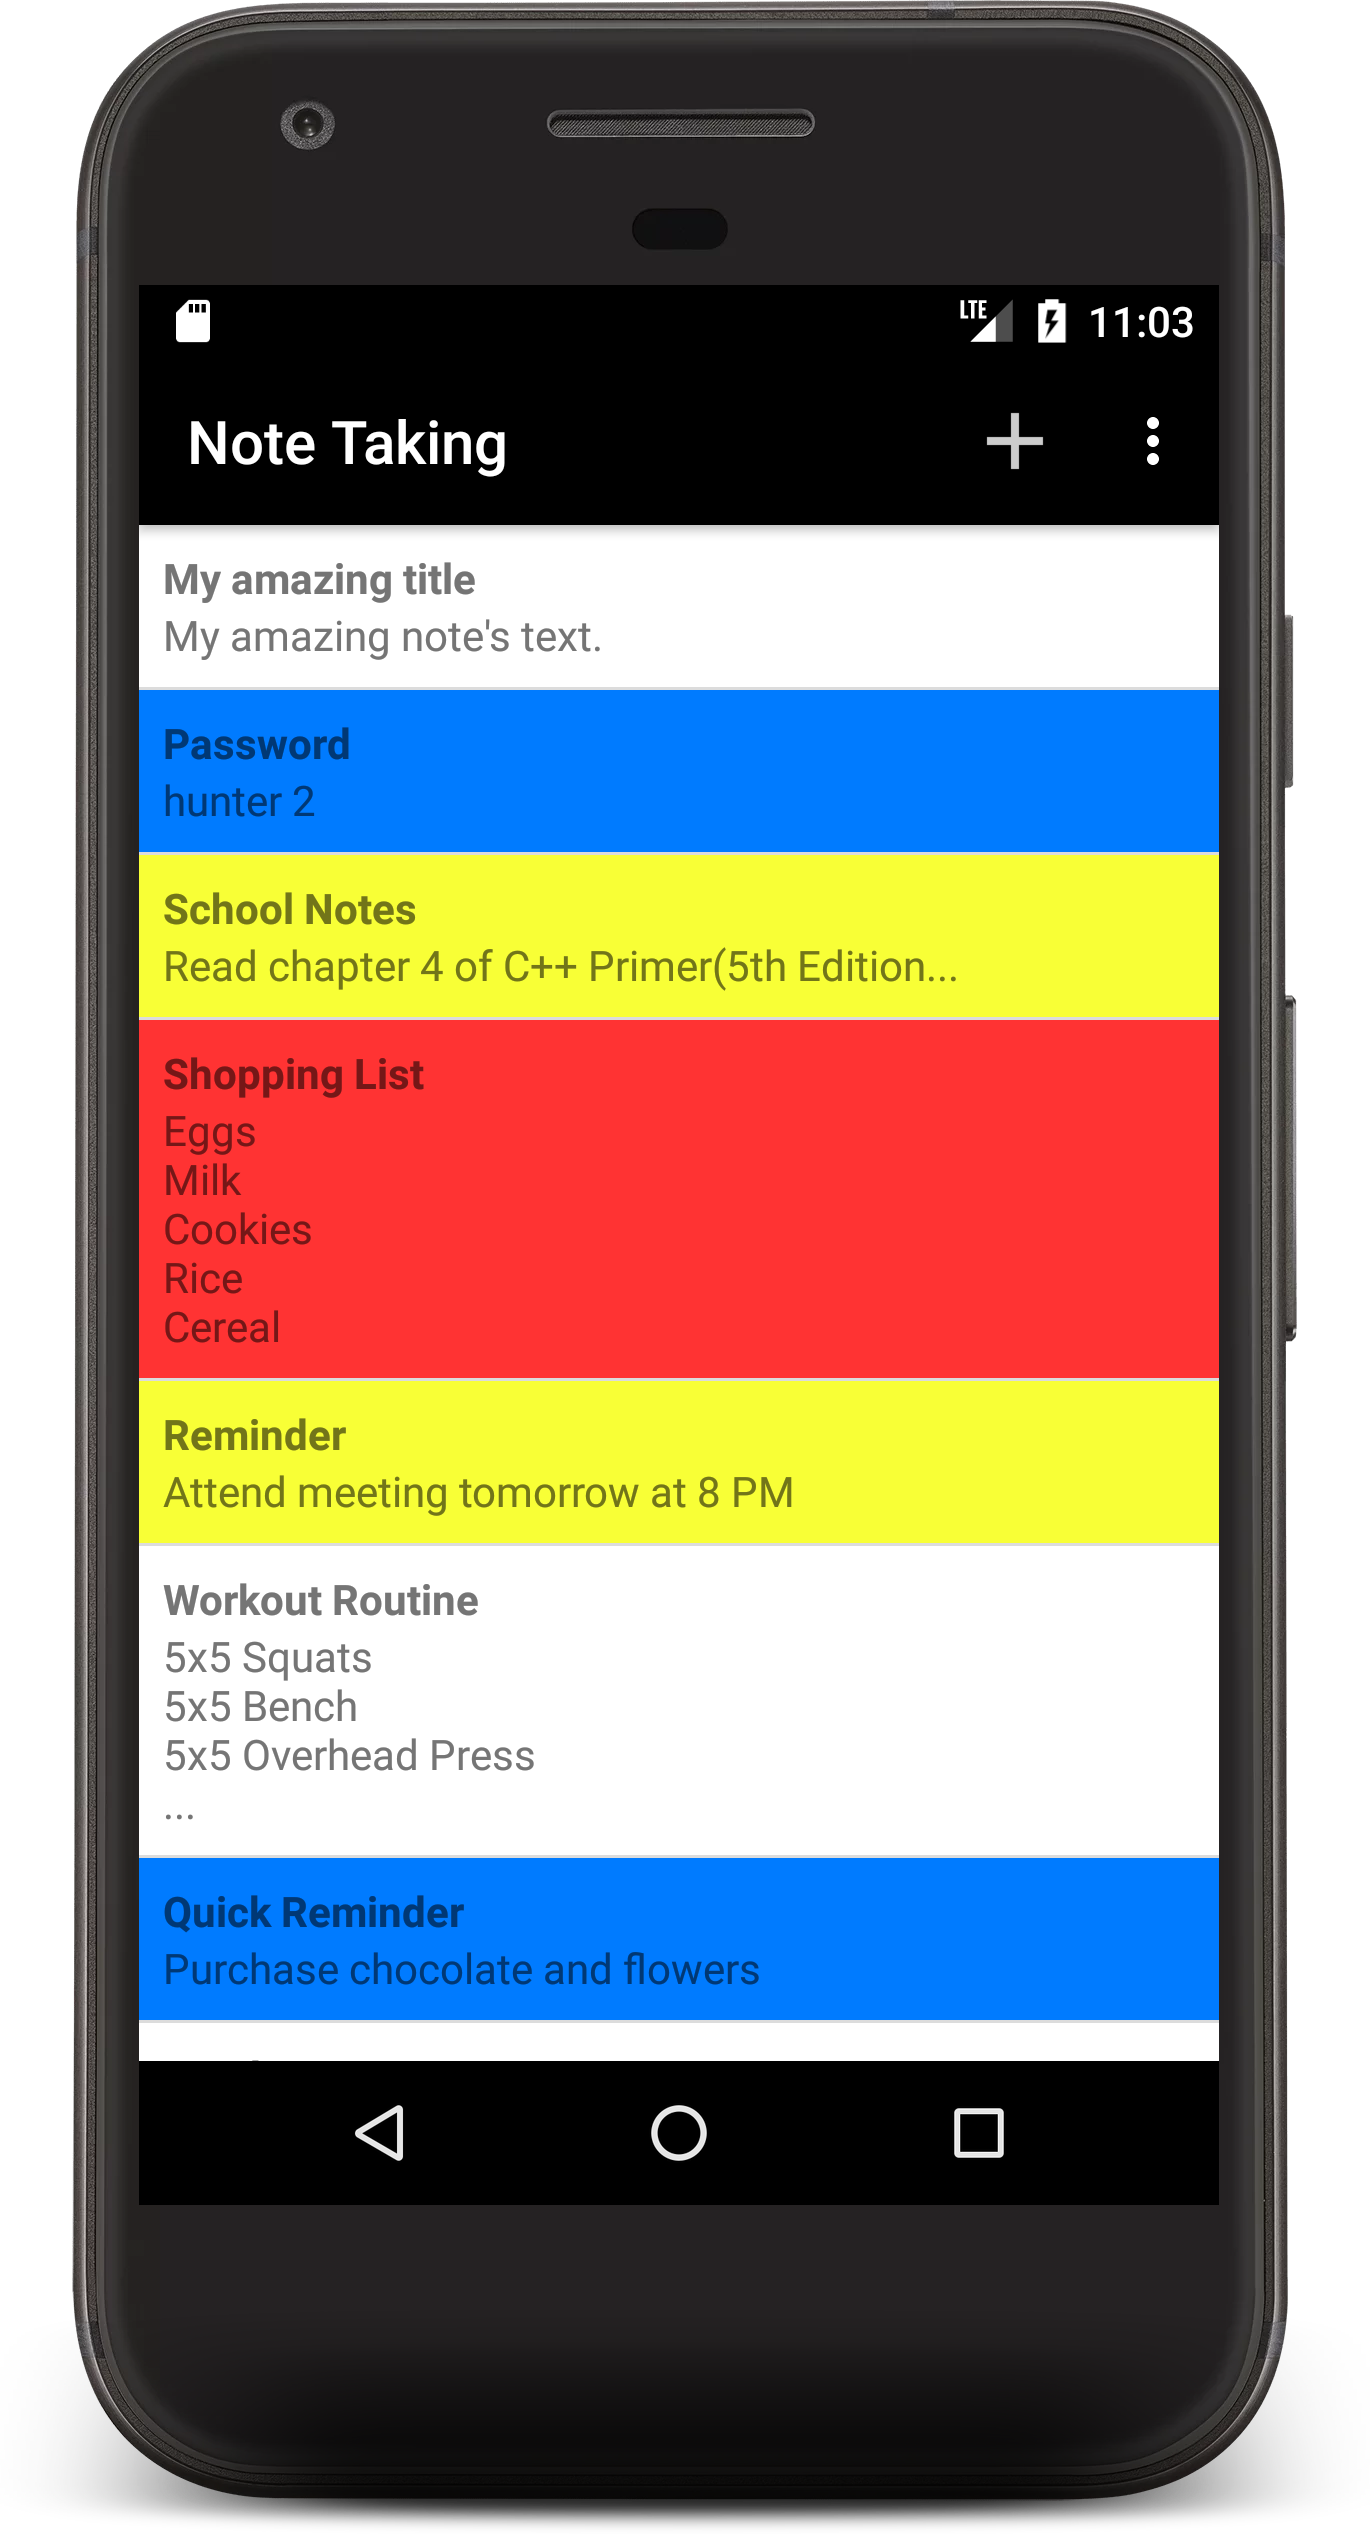 LTE 11:03
Note Taking
My amazing title
My amazing note's text.
Password
hunter 2
School Notes
Read chapter 4 of C++ Primer(5th Edition...
Shopping List
Eggs
Milk
Cookies
Rice
Cereal
Reminder
Attend meeting tomorrow at 8 PM
Workout Routine
5x5 Squats
5x5 Bench
5x5 Overhead Press
...
Quick Reminder
Purchase chocolate and flowers